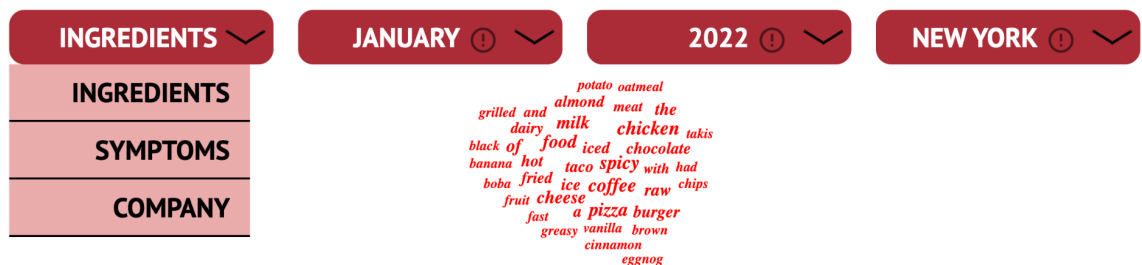 INGREDIENTS JANUARY 2022 NEW YORK
INGREDIENTS
SYMPTOMS
COMPANY
potato oatmeal
almond meat the
grilled and
dairy milk chicken takis
black of food iced chocolate
banana hot taco spicy with had
boba fried ice coffee raw chips
fruit cheese
fast a pizza burger
greasy vanilla brown
cinnamon
eggnog